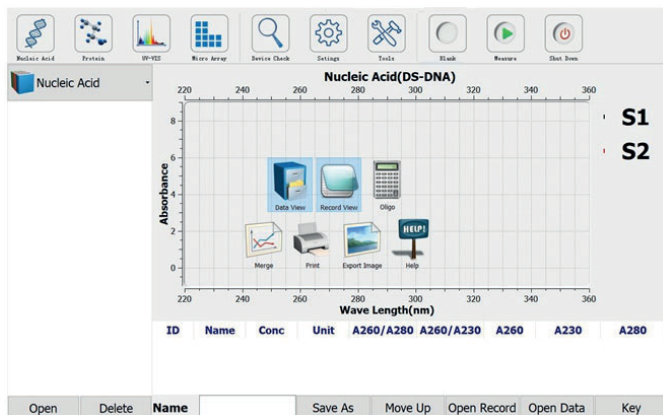 Nucleic Acid Protein UV-VIS Micro Array Device Check Settings Tools Blank Measure Shut Down
Nucleic Acid
Nucleic Acid(DS-DNA)
220 240 260 280 300 320 340 360
S1
S2
8
6
4
2
0
Absorbance
Data View Record View Oligo
HELP!
Merge Print Export Image Help
220 240 260 280 300 320 340 360
Wave Length(nm)
ID Name Conc Unit A260/A280 A260/A230 A260 A230 A280
Open Delete Name Save As Move Up Open Record Open Data Key